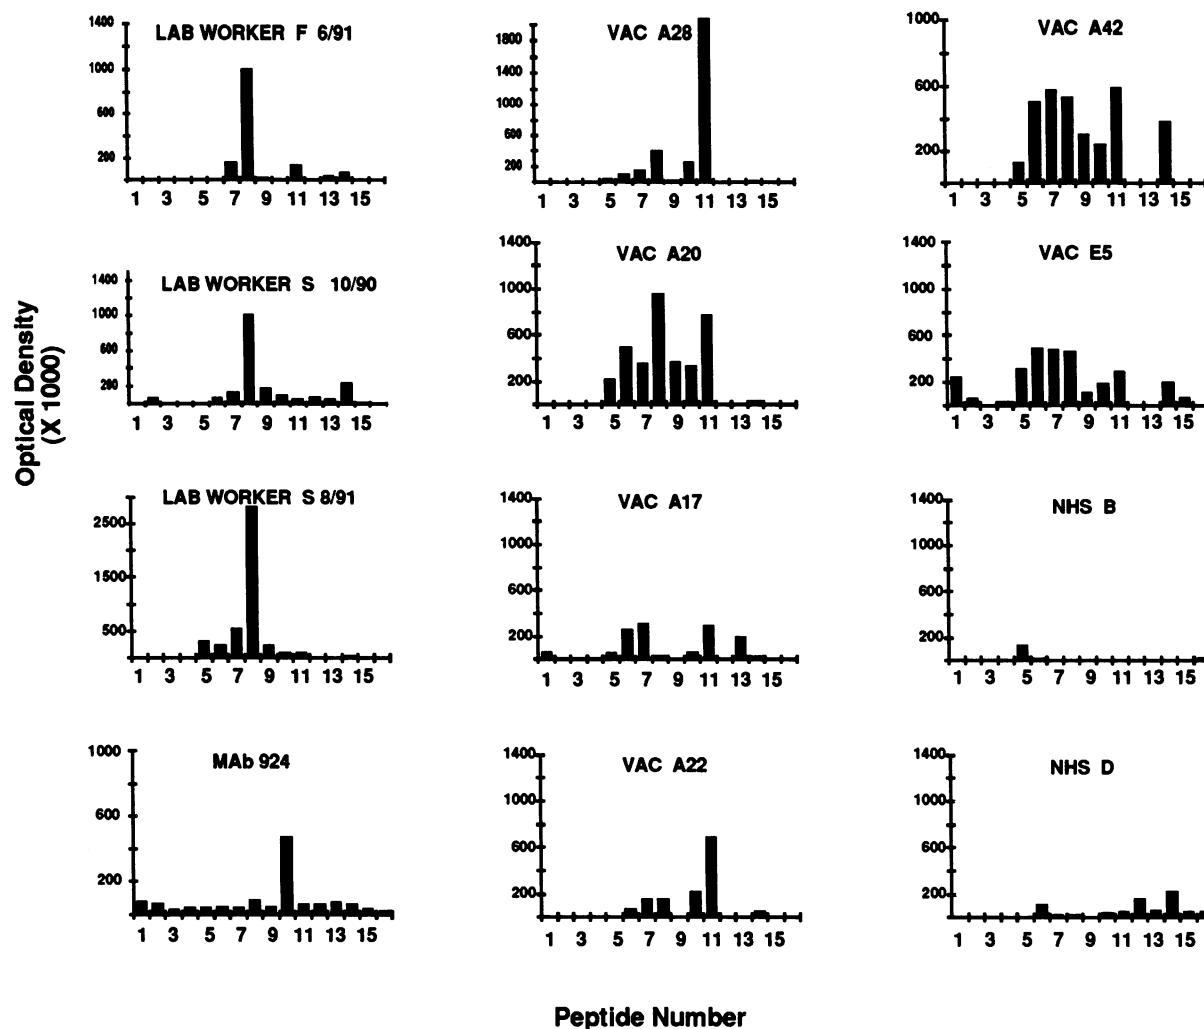 LAB WORKER F 6/91
1400
1000
600
200
1 3 5 7 9 11 13 15
VAC A28
1800
1400
1000
600
200
1 3 5 7 9 11 13 15
VAC A42
1000
600
200
1 3 5 7 9 11 13 15
Optical Density
(X 1000)
LAB WORKER S 10/90
1400
1000
600
200
1 3 5 7 9 11 13 15
VAC A20
1400
1000
600
200
1 3 5 7 9 11 13 15
VAC E5
1400
1000
600
200
1 3 5 7 9 11 13 15
LAB WORKER S 8/91
2500
1500
500
1 3 5 7 9 11 13 15
VAC A17
1400
1000
600
200
1 3 5 7 9 11 13 15
NHS B
1400
1000
600
200
1 3 5 7 9 11 13 15
MAb 924
1000
600
200
1 3 5 7 9 11 13 15
VAC A22
1400
1000
600
200
1 3 5 7 9 11 13 15
NHS D
1400
1000
600
200
1 3 5 7 9 11 13 15
Peptide Number